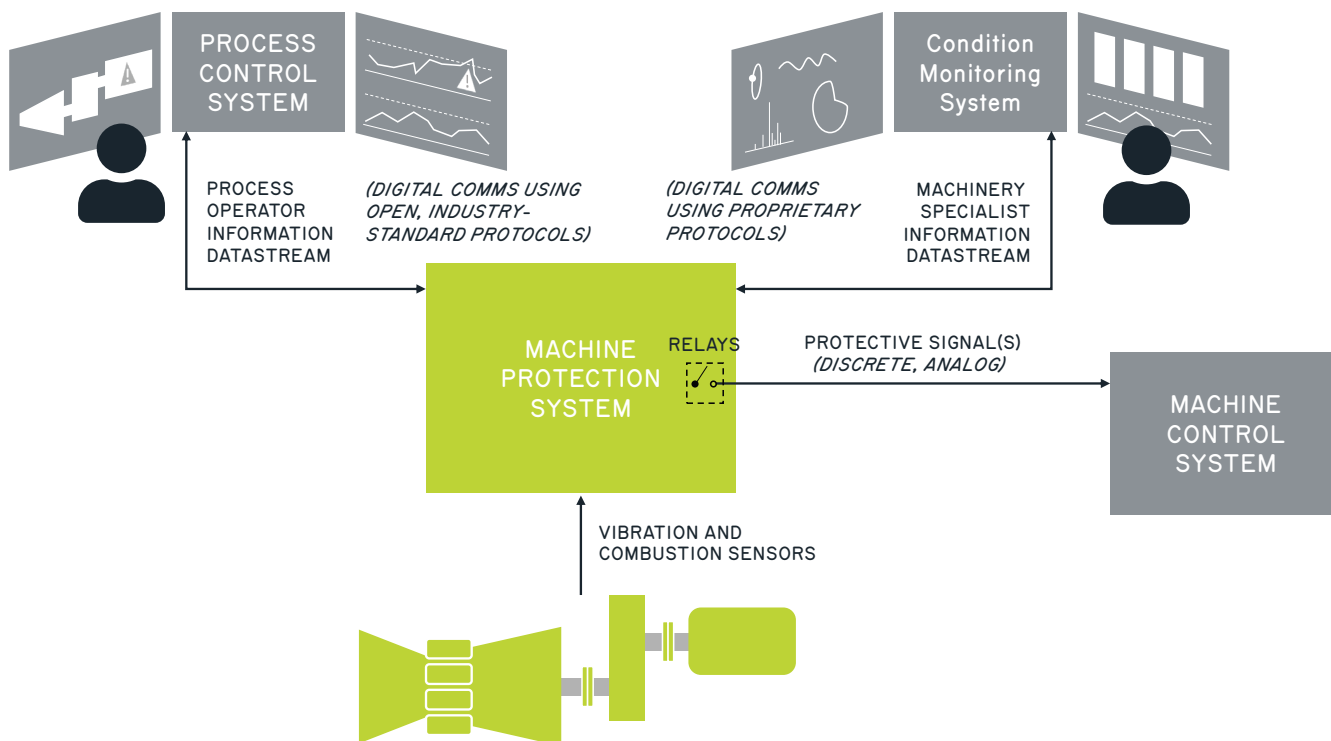 PROCESS
CONTROL
SYSTEM
Condition
Monitoring
System
PROCESS
OPERATOR
INFORMATION
DATASTREAM
(DIGITAL COMMS USING
OPEN, INDUSTRY-
STANDARD PROTOCOLS)
(DIGITAL COMMS
USING PROPRIETARY
PROTOCOLS)
MACHINERY
SPECIALIST
INFORMATION
DATASTREAM
MACHINE
PROTECTION
SYSTEM
RELAYS
PROTECTIVE SIGNAL(S)
(DISCRETE, ANALOG)
MACHINE
CONTROL
SYSTEM
VIBRATION AND
COMBUSTION SENSORS